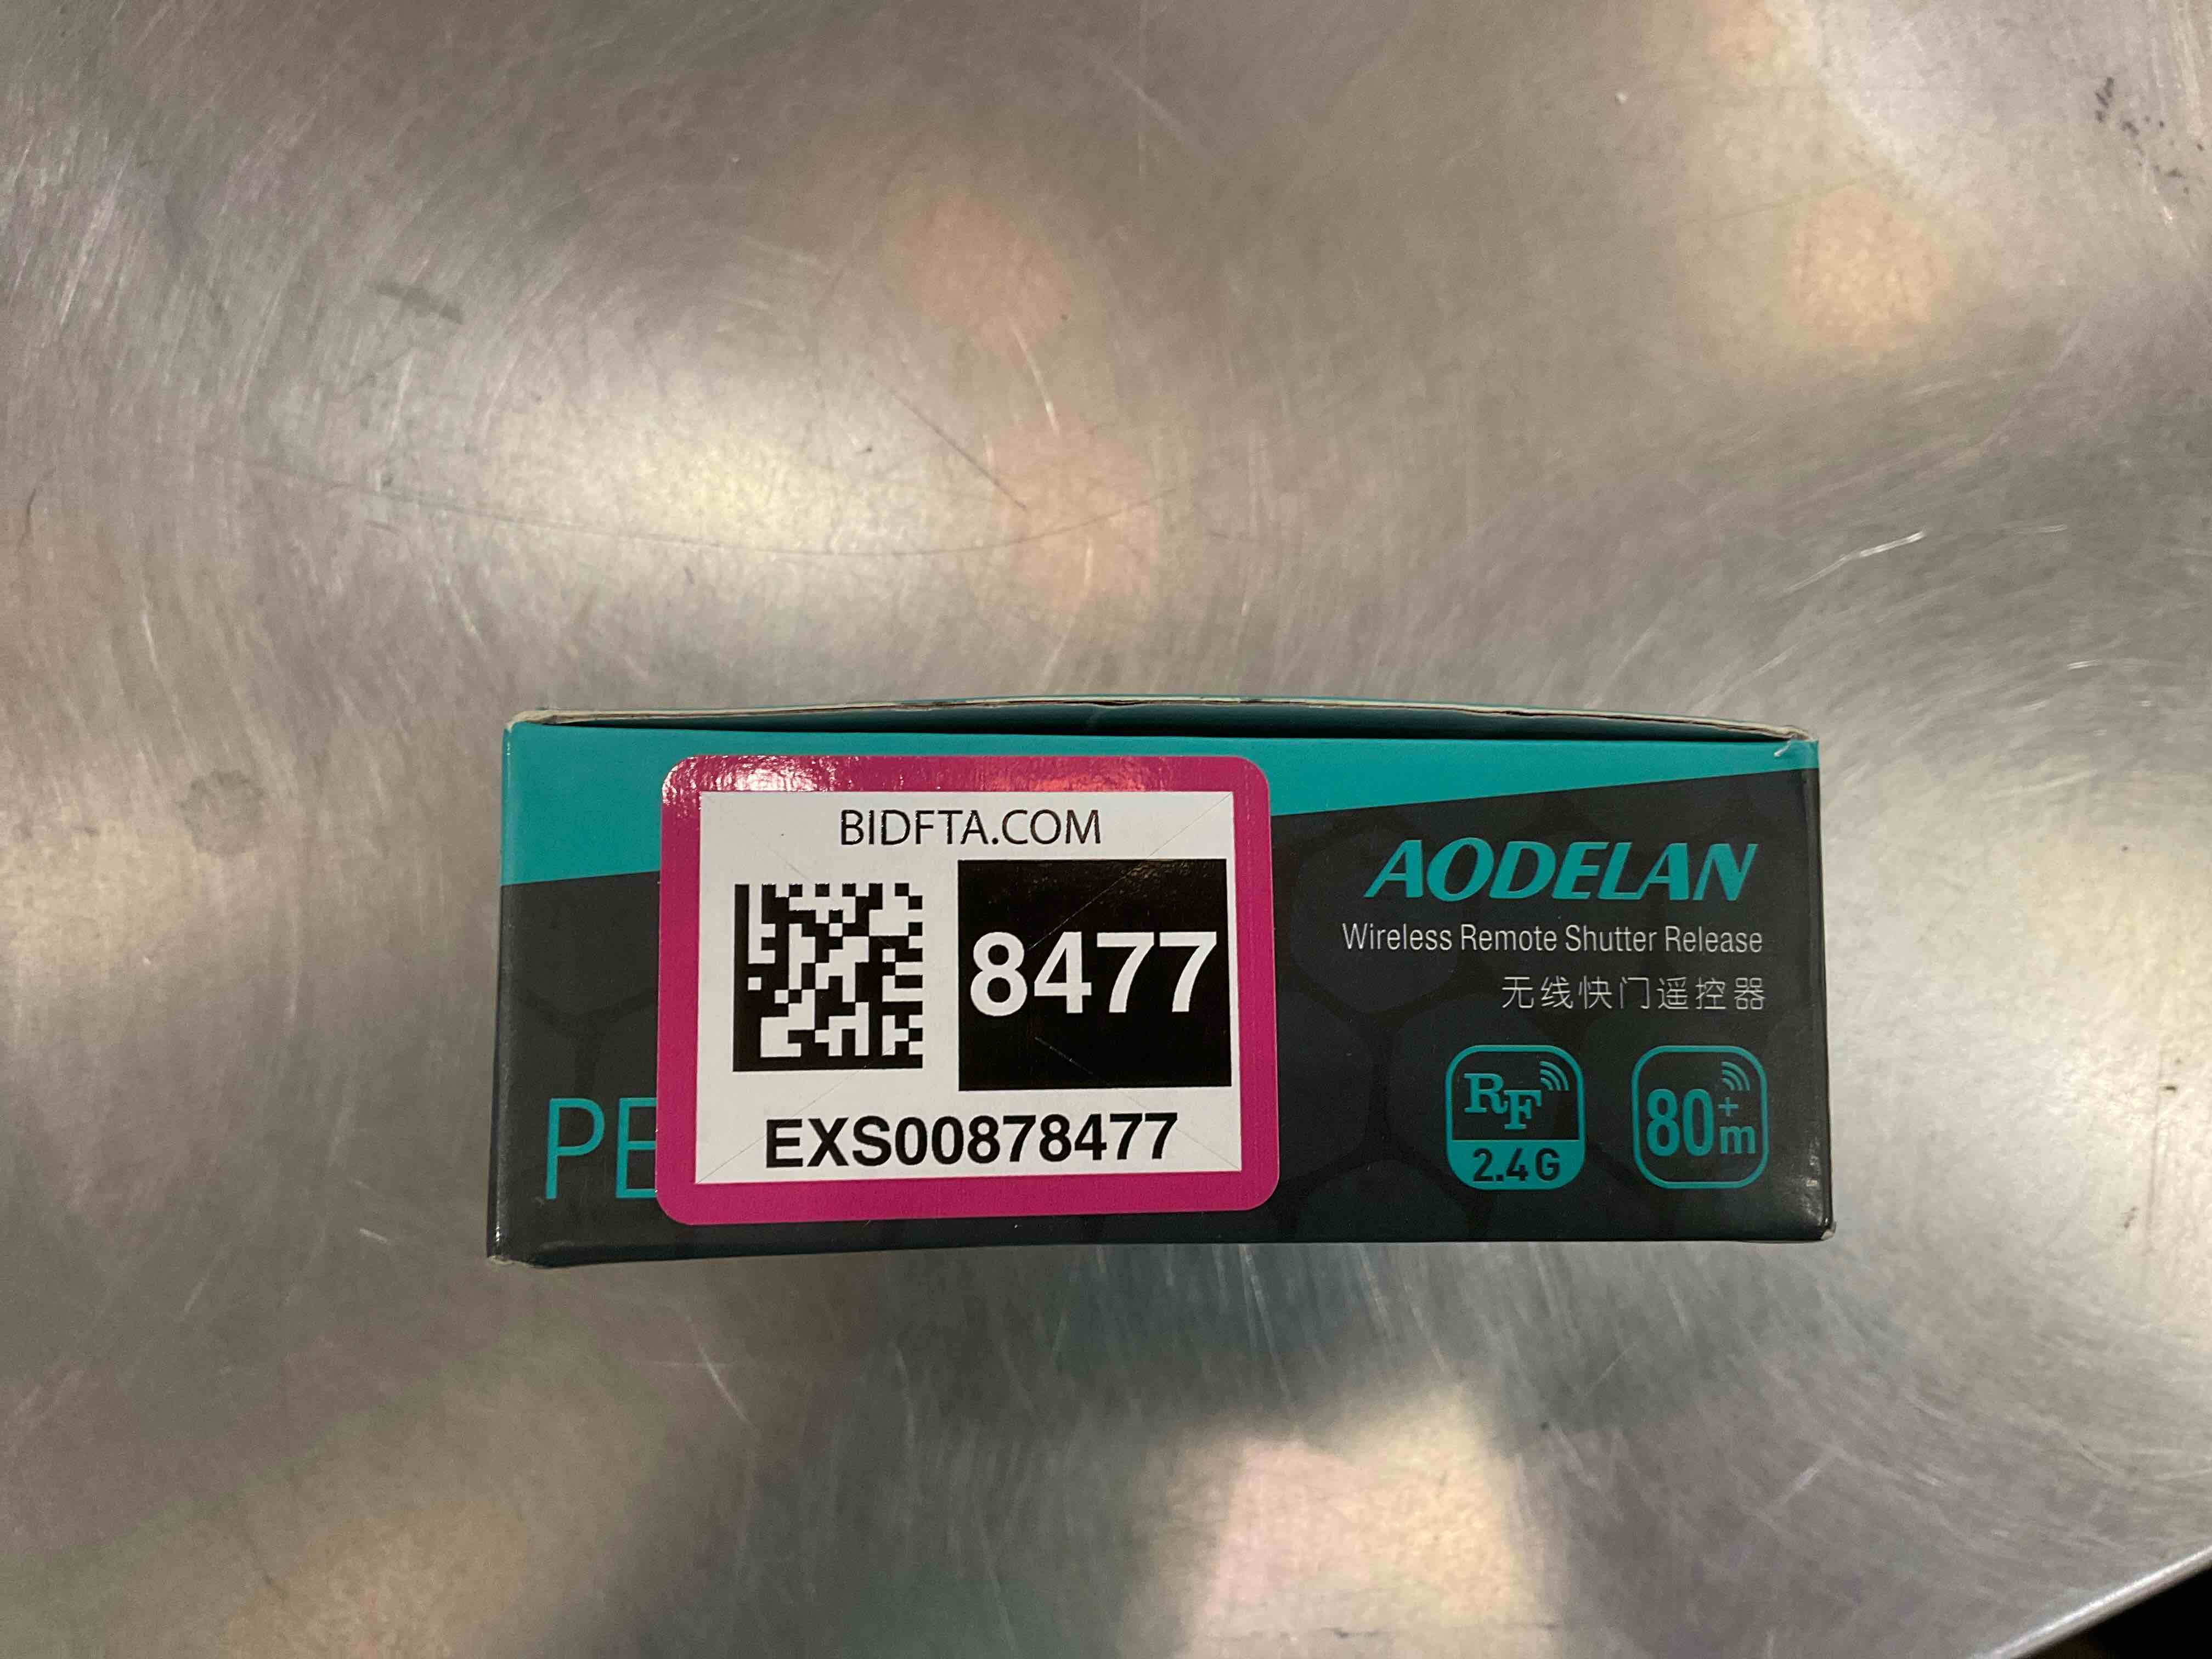 BIDFTA.COM
8477
EXS00878477
AODELAN
Wireless Remote Shutter Release
无线快门遥控器
RF
2.4G
80+m